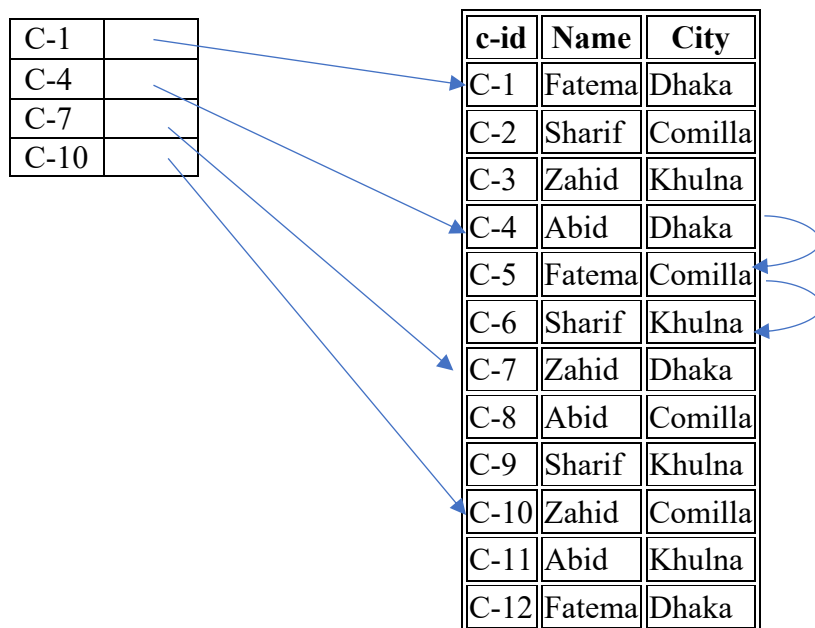 C-1
C-4
C-7
C-10
c-id Name City
C-1 Fatema Dhaka
C-2 Sharif Comilla
C-3 Zahid Khulna
C-4 Abid Dhaka
C-5 Fatema Comilla
C-6 Sharif Khulna
C-7 Zahid Dhaka
C-8 Abid Comilla
C-9 Sharif Khulna
C-10 Zahid Comilla
C-11 Abid Khulna
C-12 Fatema Dhaka